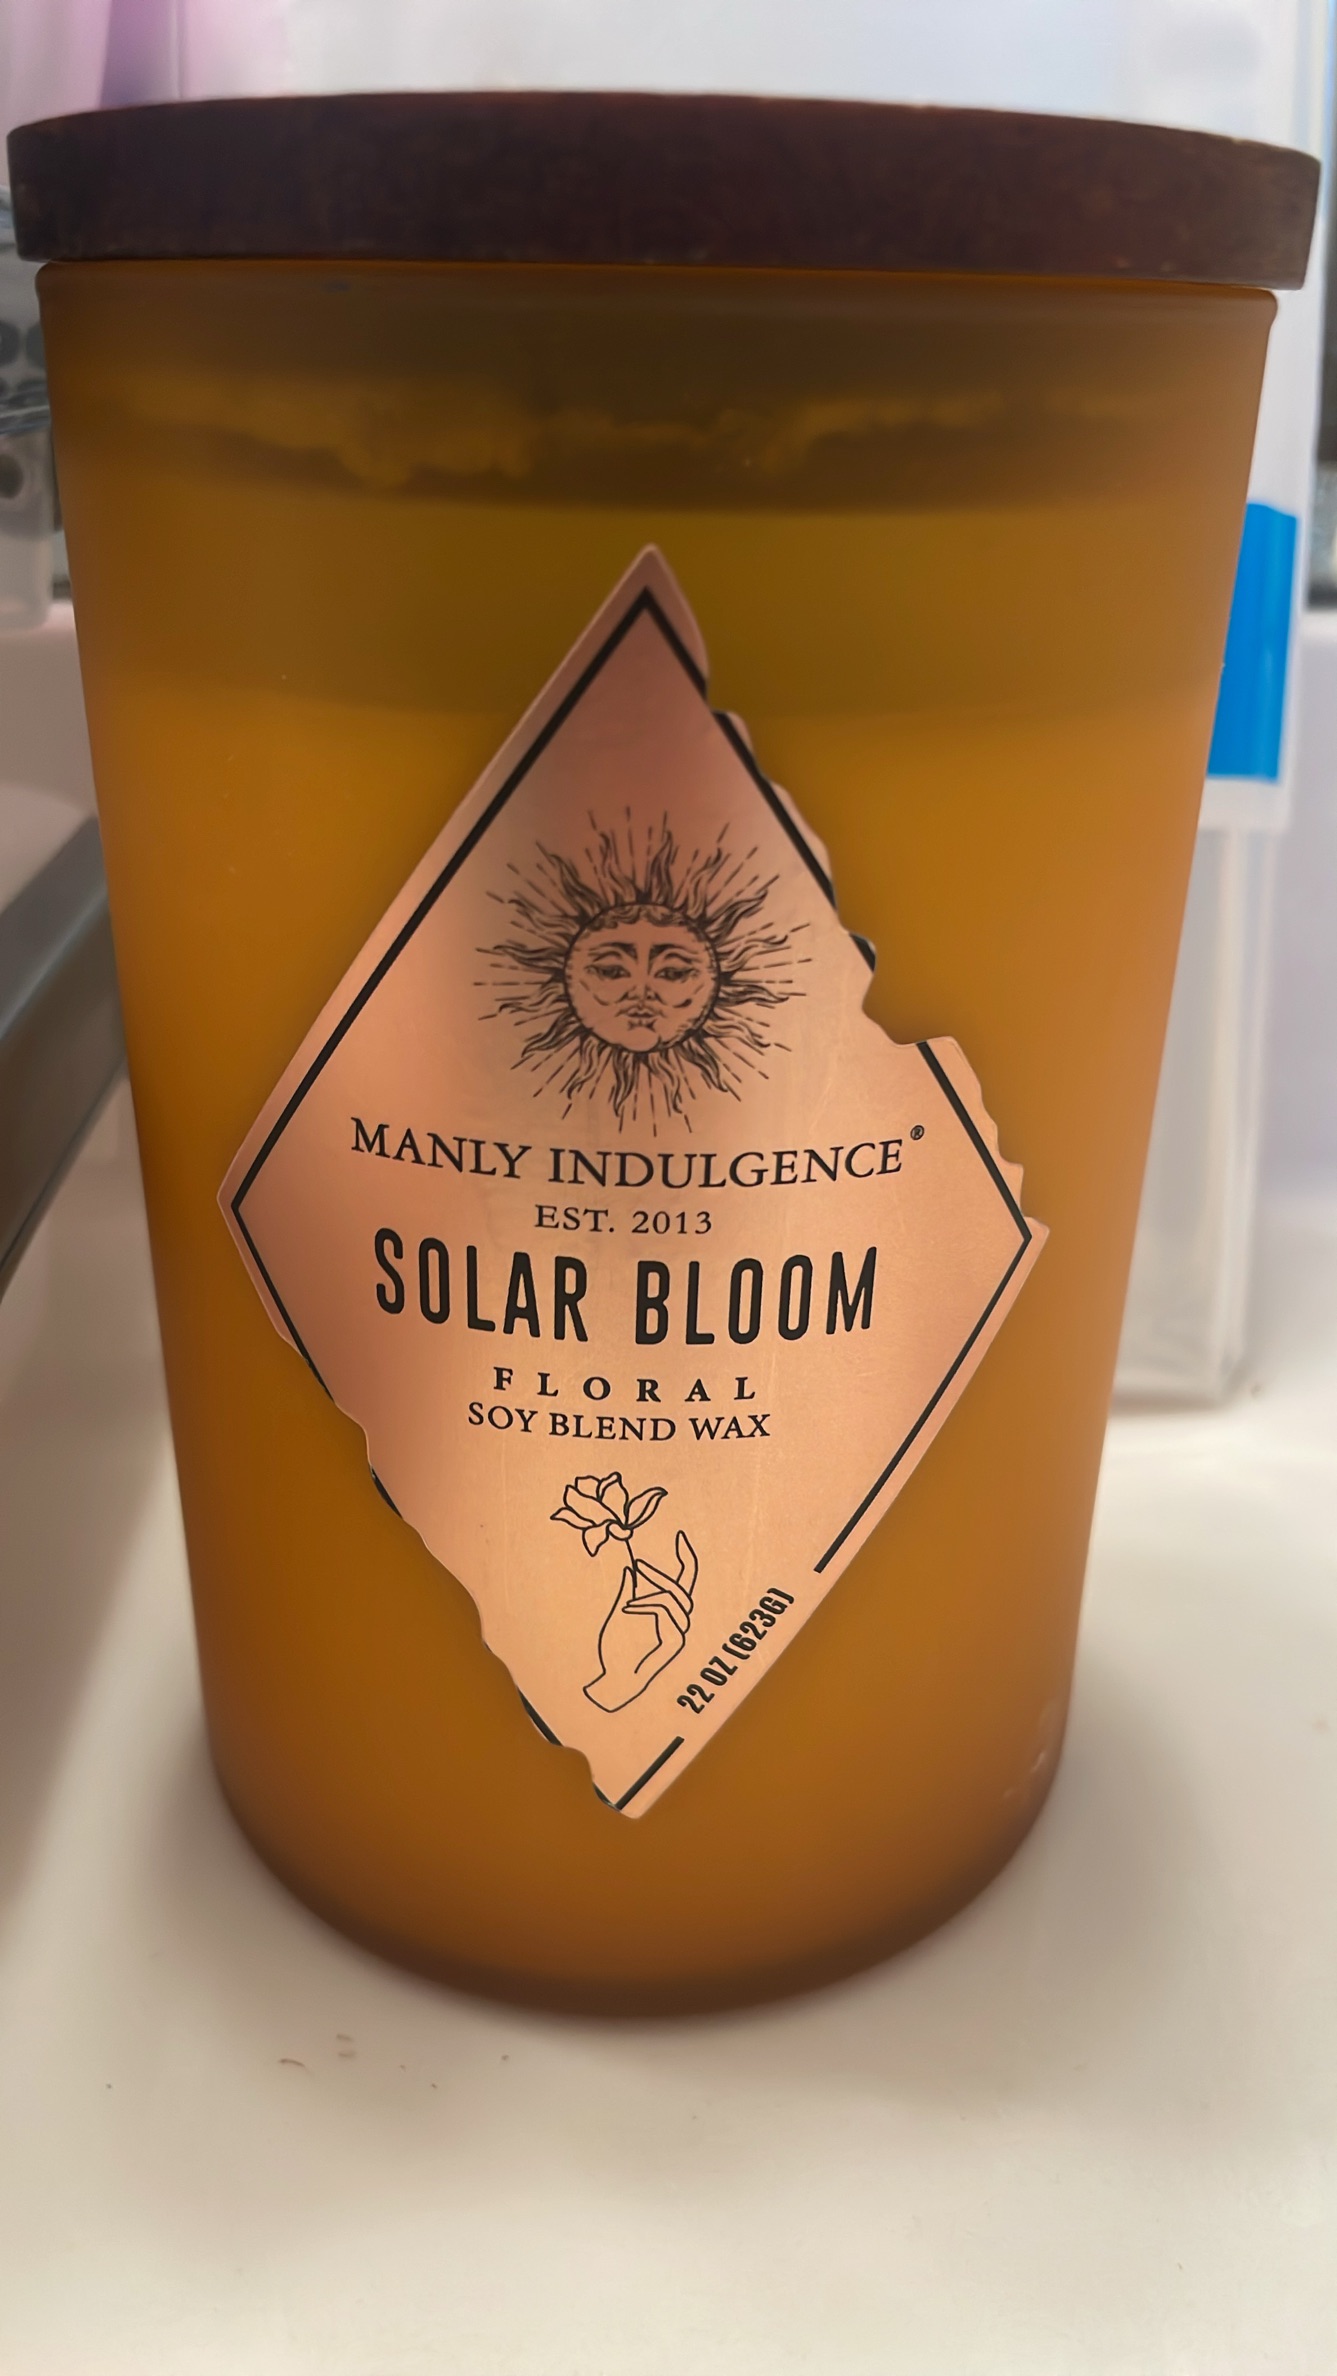 MANLY INDULGENCE®
EST. 2013
SOLAR BLOOM
FLORAL
SOY BLEND WAX
22 OZ (623G)